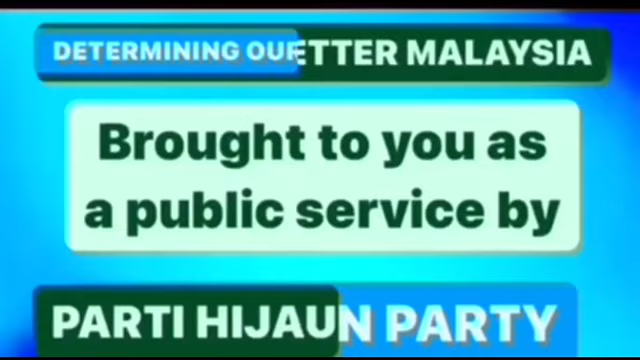 DETERMINING OUETTER MALAYSIA
Brought to you as
a public service by
PARTI HIJAUN PARTY